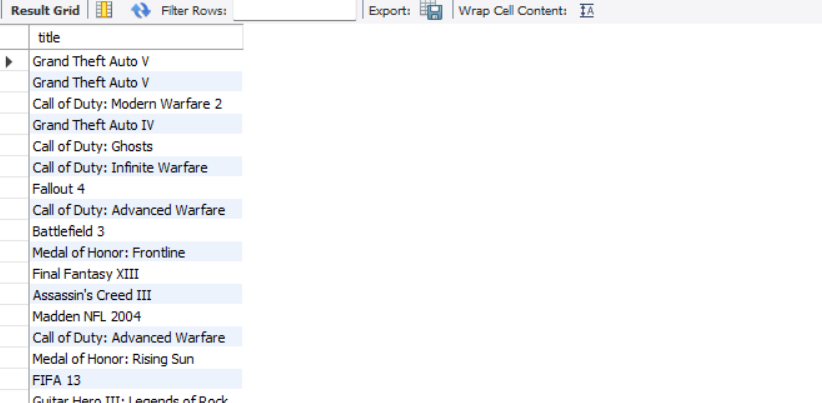 Result Grid Filter Rows: Export: Wrap Cell Content: IA
title
Grand Theft Auto V
Grand Theft Auto V
Call of Duty: Modern Warfare 2
Grand Theft Auto IV
Call of Duty: Ghosts
Call of Duty: Infinite Warfare
Fallout 4
Call of Duty: Advanced Warfare
Battlefield 3
Medal of Honor: Frontline
Final Fantasy XIII
Assassin's Creed III
Madden NFL 2004
Call of Duty: Advanced Warfare
Medal of Honor: Rising Sun
FIFA 13
Guitar Hero III: Legends of Rock